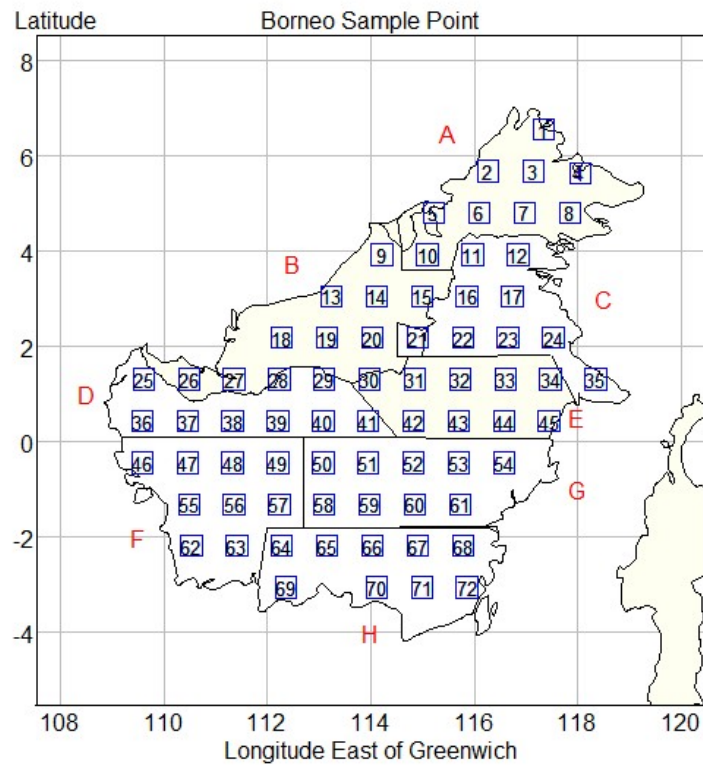 Latitude Borneo Sample Point
8
A
1
6
2 3 4
5 6 7 8
4
9 10 11 12
B
13 14 15 16 17
C
18 19 20 21 22 23 24
2
25 26 27 28 29 30 31 32 33 34 35
D
36 37 38 39 40 41 42 43 44 45
E
0
46 47 48 49 50 51 52 53 54
G
55 56 57 58 59 60 61
F
-2
62 63 64 65 66 67 68
69 70 71 72
H
-4
108 110 112 114 116 118 120
Longitude East of Greenwich